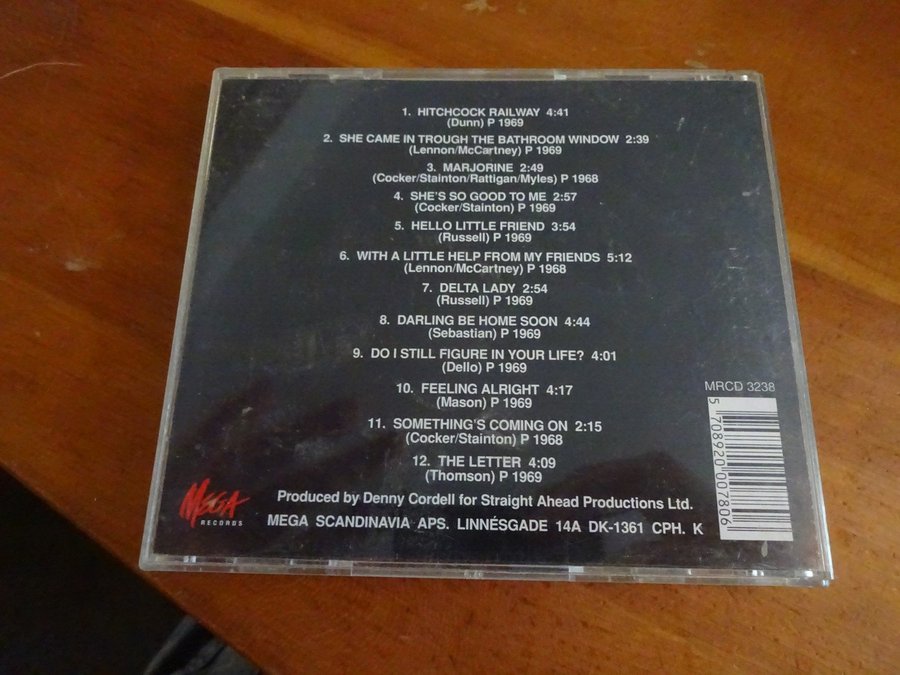 1. HITCHCOCK RAILWAY 4:41
(Dunn) P 1969
2. SHE CAME IN TROUGH THE BATHROOM WINDOW 2:39
(Lennon/McCartney) P 1969
3. MARJORINE 2:49
(Cocker/Stainton/Rattigan/Myles) P 1968
4. SHE'S SO GOOD TO ME 2:57
(Cocker/Stainton) P 1969
5. HELLO LITTLE FRIEND 3:54
(Russell) P 1969
6. WITH A LITTLE HELP FROM MY FRIENDS 5:12
(Lennon/McCartney) P 1968
7. DELTA LADY 2:54
(Russell) P 1969
8. DARLING BE HOME SOON 4:44
(Sebastian) P 1969
9. DO I STILL FIGURE IN YOUR LIFE? 4:01
(Dello) P 1969
10. FEELING ALRIGHT 4:17
(Mason) P 1969
11. SOMETHING'S COMING ON 2:15
(Cocker/Stainton) P 1968
12. THE LETTER 4:09
(Thomson) P 1969
MRCD 3238
5 708920 007806
MEGA
RECORDS
Produced by Denny Cordell for Straight Ahead Productions Ltd.
MEGA SCANDINAVIA APS. LINNÉSGADE 14A DK-1361 CPH. K